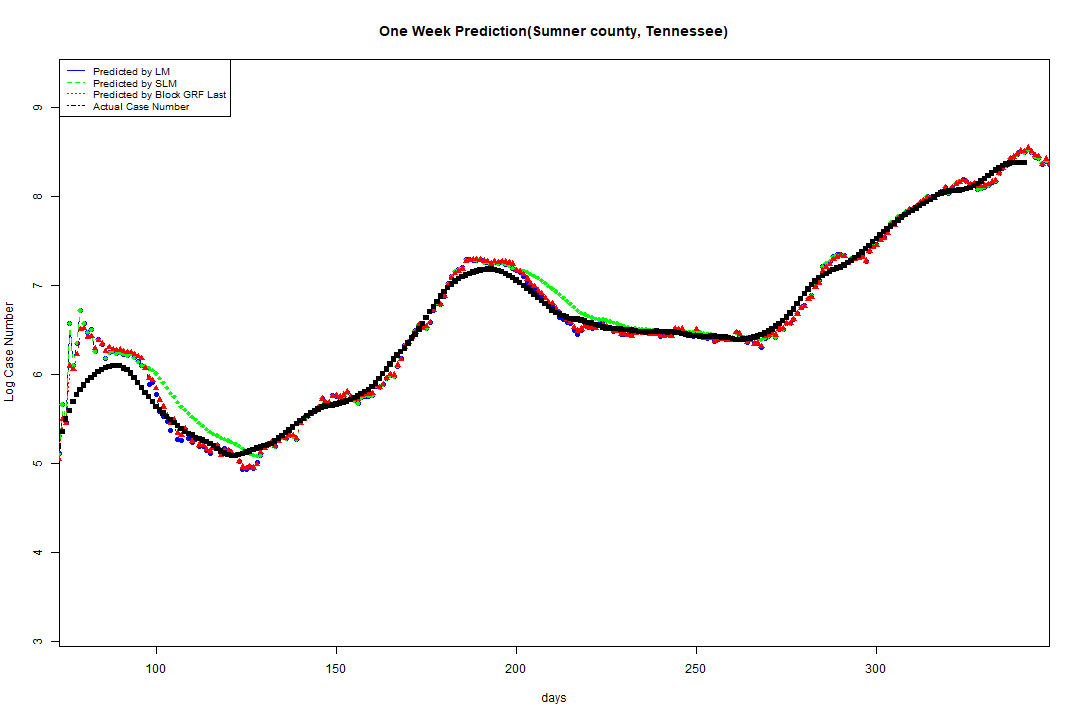 One Week Prediction(Sumner county, Tennessee)
Predicted by LM
Predicted by SLM
Predicted by Block GRF Last
Actual Case Number
Log Case Number
9
8
7
6
5
4
3
100 150 200 250 300
days